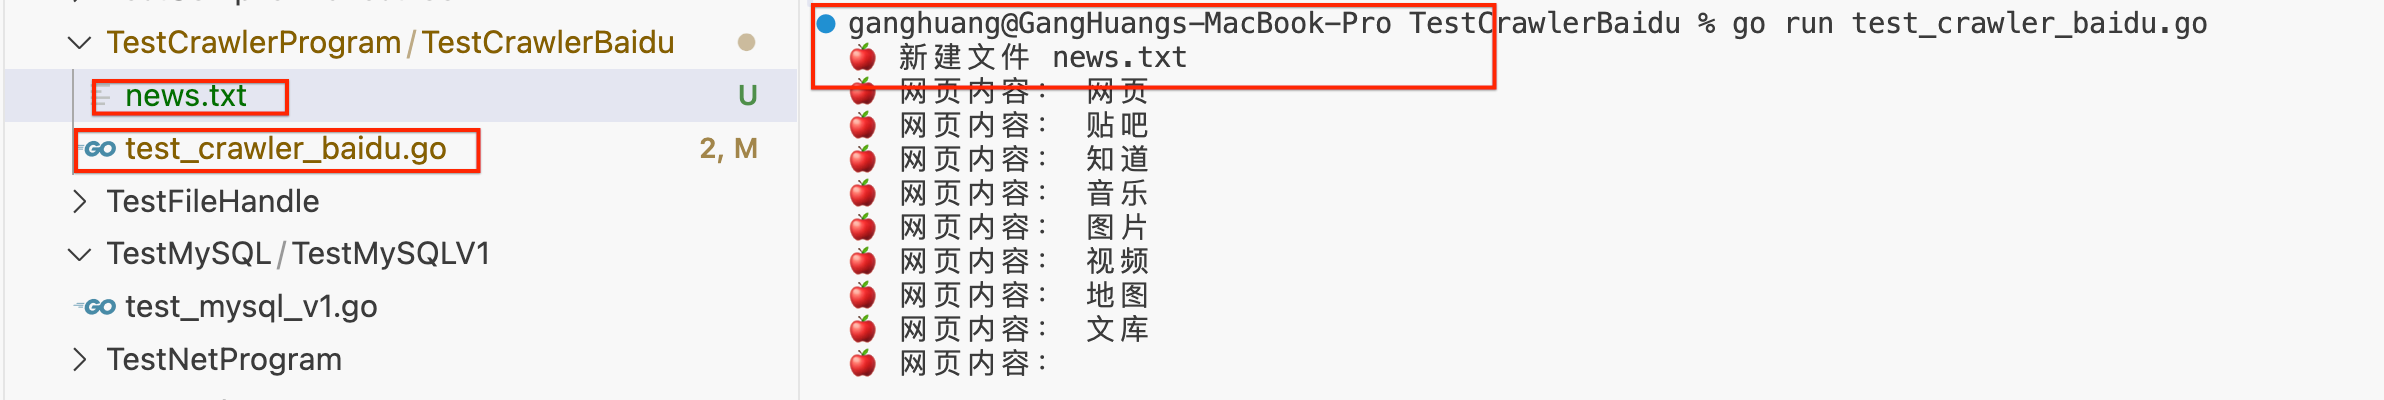 TestCrawlerProgram / TestCrawlerBaidu
news.txt U
test_crawler_baidu.go 2, M
TestFileHandle
TestMySQL / TestMySQLV1
test_mysql_v1.go
TestNetProgram
ganghuang@GangHuangs-MacBook-Pro TestCrawlerBaidu % go run test_crawler_baidu.go
🍎 新建文件 news.txt
🍎 网页内容： 网页
🍎 网页内容： 贴吧
🍎 网页内容： 知道
🍎 网页内容： 音乐
🍎 网页内容： 图片
🍎 网页内容： 视频
🍎 网页内容： 地图
🍎 网页内容： 文库
🍎 网页内容：